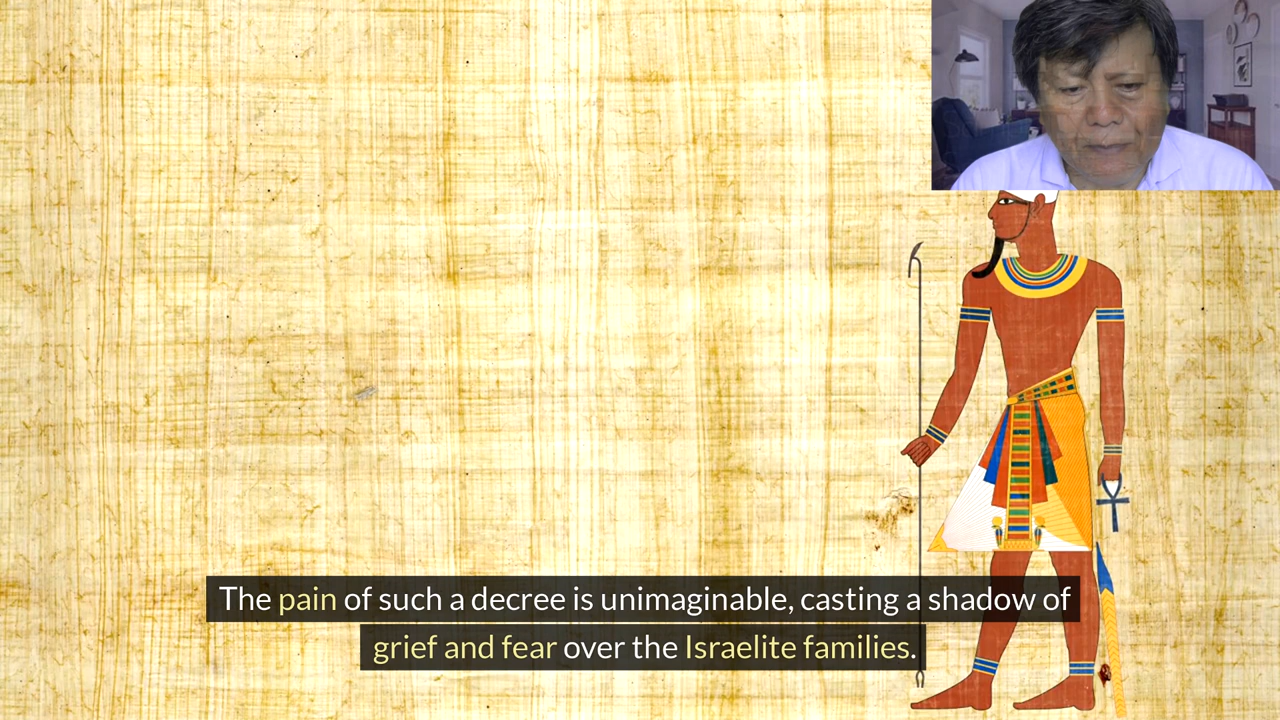 The pain of such a decree is unimaginable, casting a shadow of
grief and fear over the Israelite families.